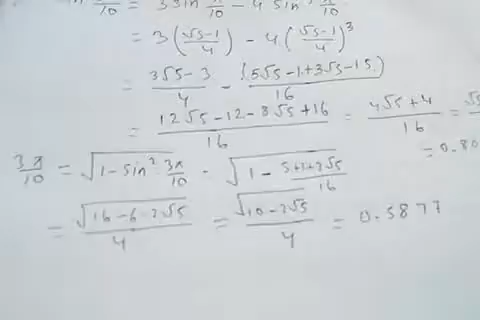 = 3 sin π/10 − 4 sin³ π/10
= 3 (√5-1/4) − 4 (√5-1/4)³
= 3√5-3/4 − (5√5-1+3√5-15)/16
= 12√5-12-8√5+16/16 = 4√5+4/16 = √5
= 0.80
3π/10 = √1-sin² 3π/10 = √1 - 5+1+2√5/16
= √16-6-2√5/4 = √10-2√5/4 = 0.5877